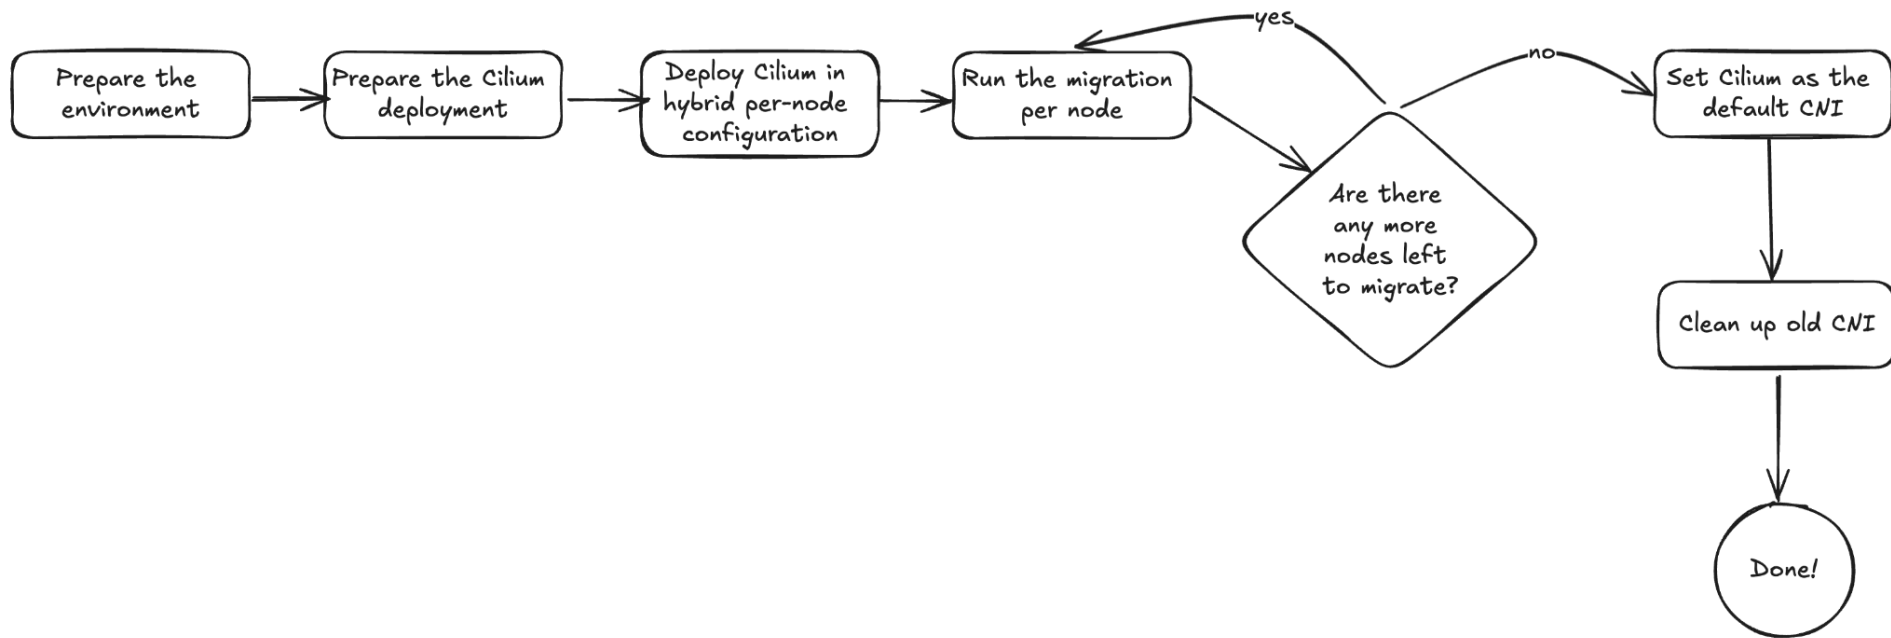 Prepare the
environment
Prepare the Cilium
deployment
Deploy Cilium in
hybrid per-node
configuration
Run the migration
per node
yes
Are there
any more
nodes left
to migrate?
no
Set Cilium as the
default CNI
Clean up old CNI
Done!